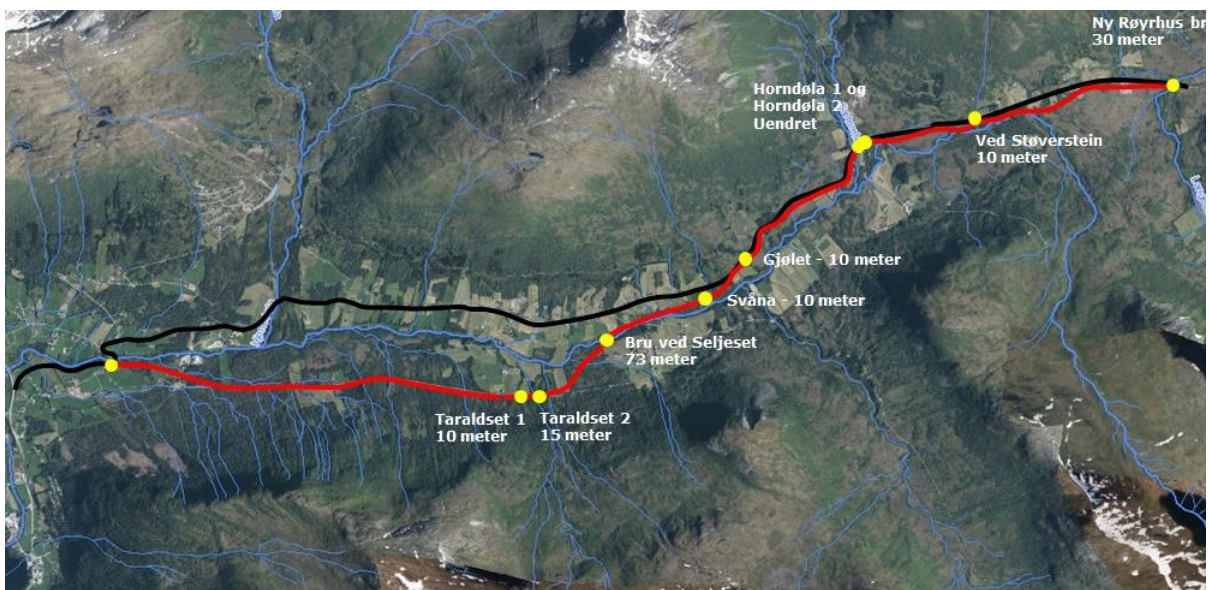 Ny Røyrhus br
30 meter
Horndøla 1 og
Horndøla 2
Uendret
Ved Støverstein
10 meter
Gjølet - 10 meter
Svåna - 10 meter
Bru ved Seljeset
73 meter
Taraldset 1
10 meter
Taraldset 2
15 meter